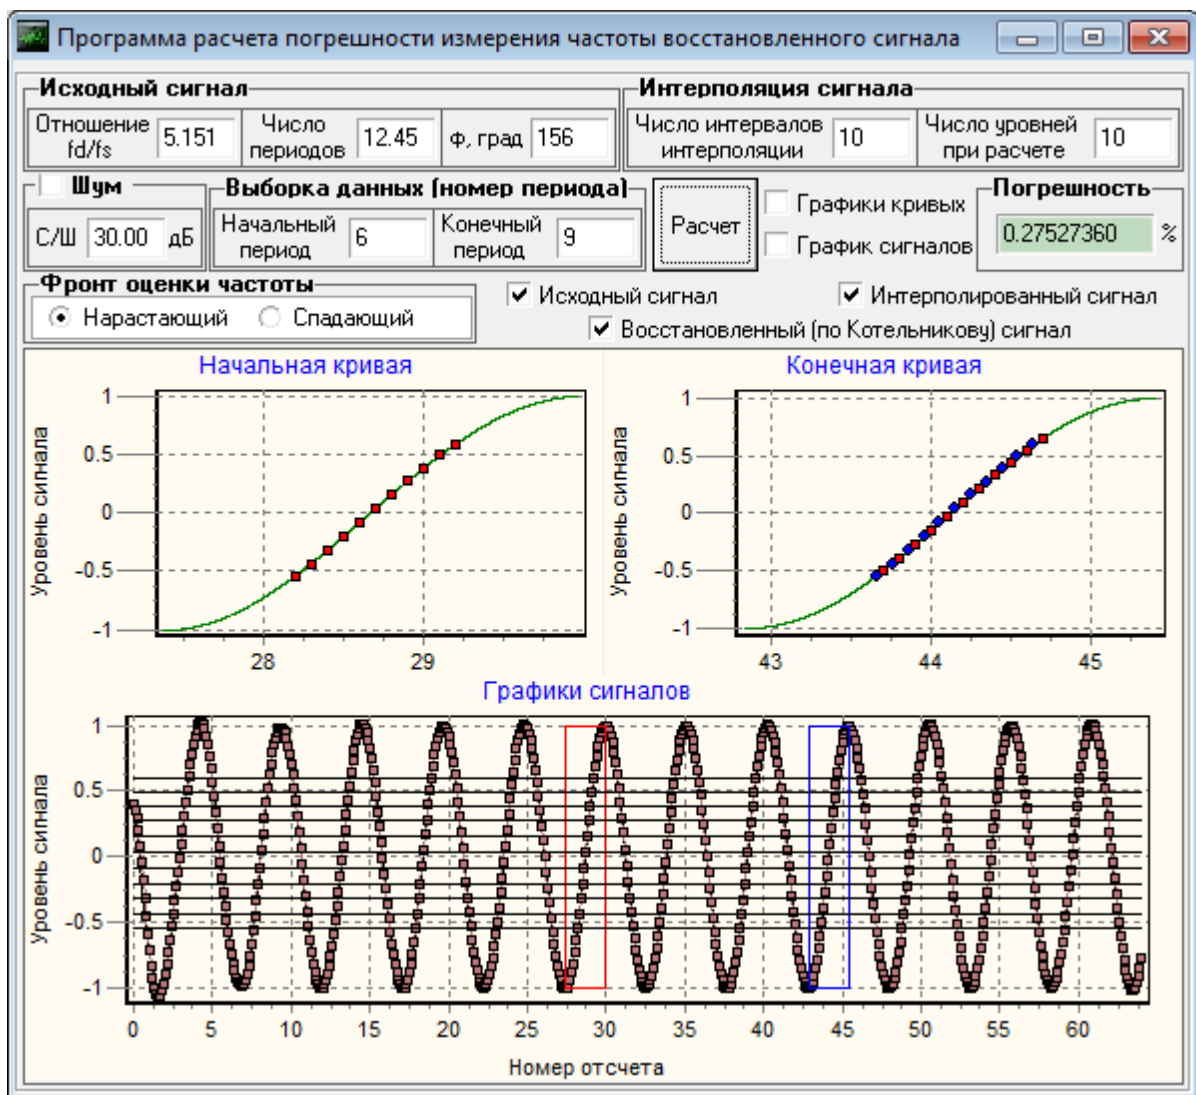 Программа расчета погрешности измерения частоты восстановленного сигнала
Исходный сигнал
Отношение fd/fs 5.151
Число периодов 12.45
Ф, град 156
Интерполяция сигнала
Число интервалов интерполяции 10
Число уровней при расчете 10
Шум
С/Ш 30.00 дБ
Выборка данных (номер периода)
Начальный период 6
Конечный период 9
Расчет
Графики кривых
График сигналов
Погрешность
0.27527360 %
Фронт оценки частоты
Нарастающий Спадающий
Исходный сигнал
Интерполированный сигнал
Восстановленный (по Котельникову) сигнал
Начальная кривая
Уровень сигнала
1
0.5
0
-0.5
-1
28 29
Конечная кривая
Уровень сигнала
1
0.5
0
-0.5
-1
43 44 45
Графики сигналов
Уровень сигнала
1
0.5
0
-0.5
-1
0 5 10 15 20 25 30 35 40 45 50 55 60
Номер отсчета